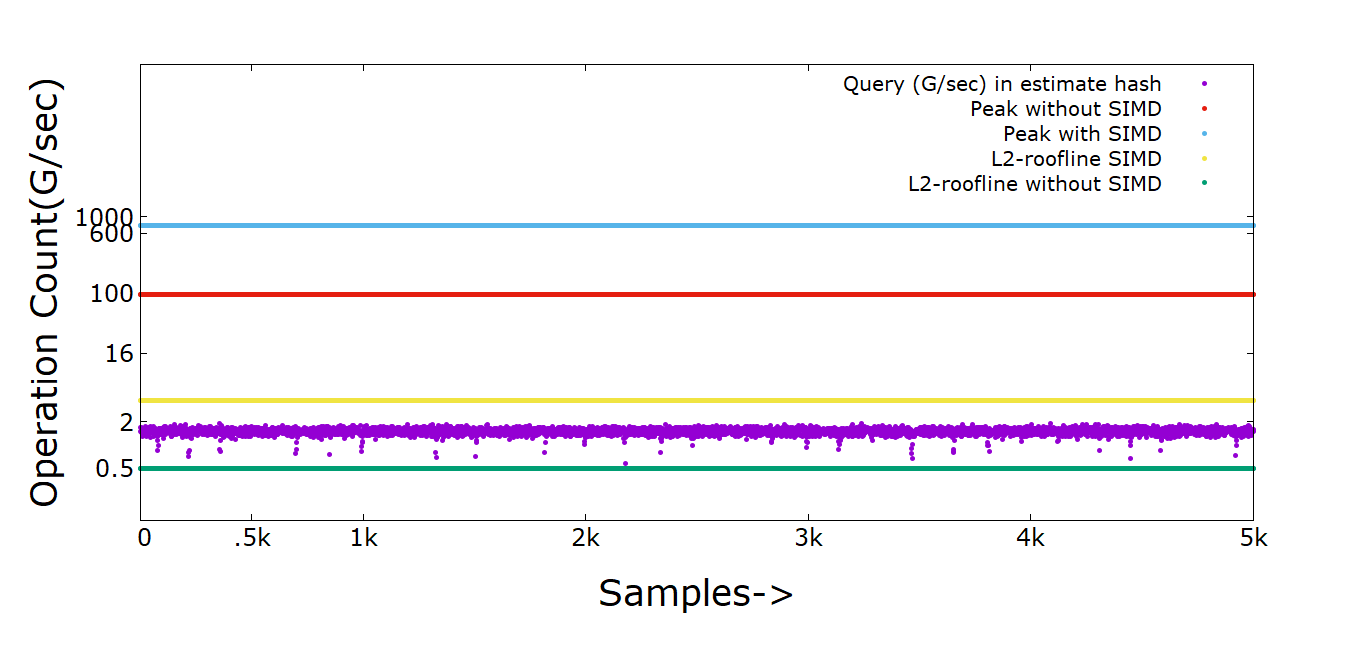 Operation Count(G/sec)
Query (G/sec) in estimate hash
Peak without SIMD
Peak with SIMD
L2-roofline SIMD
L2-roofline without SIMD
1000
600
100
16
2
0.5
0 .5k 1k 2k 3k 4k 5k
Samples->